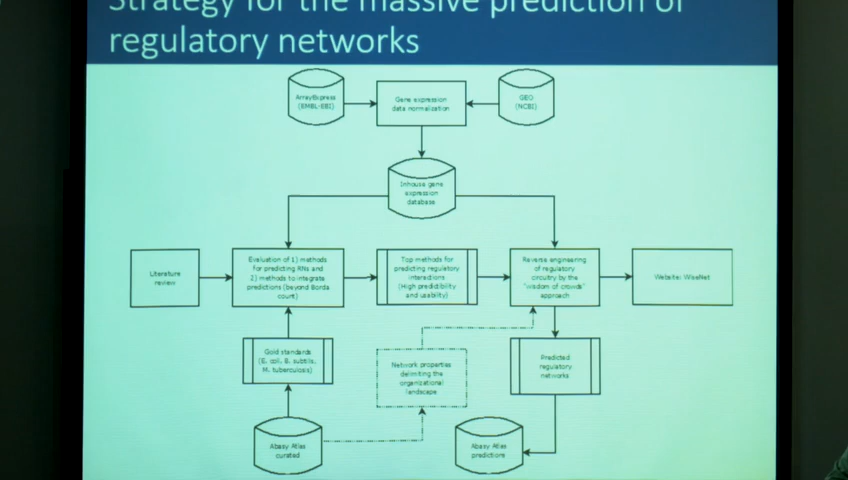 Strategy for the massive prediction of
regulatory networks
ArrayExpress
(EMBL-EBI)
Gene expression
data normalization
GEO
(NCBI)
Inhouse gene
expression
database
Literature
review
Evaluation of 1) methods
for predicting RNs and
2) methods to integrate
predictions (beyond Borda
court)
Top methods for
predicting regulatory
interactions
(High predictibility
and usability)
Reverse engineering
of regulatory
circuitry by the
"wisdom of crowds"
approach
Website: WiseNet
Gold standards
(E. coli, B. subtilis,
M. tuberculosis)
Network properties
delimiting the
organizational
landscape
Predicted
regulatory
networks
Abasy Atlas
curated
Abasy Atlas
predictions